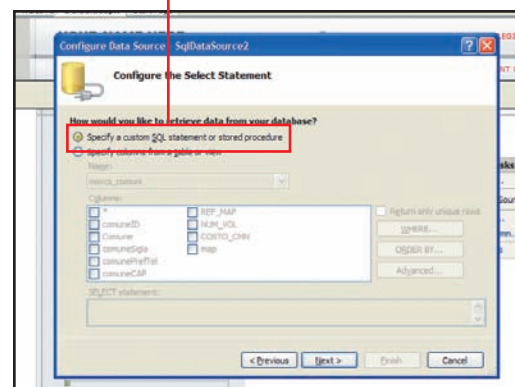 Configure Data Source - SqlDataSource2
Configure the Select Statement
How would you like to retrieve data from your database?
Specify a custom SQL statement or stored procedure
Specify columns from a table or view
Name:
Columns:
*
comuneID
Comune
comuneSigla
comunePrefTel
comuneCAP
REF_MAP
NUM_VOL
COSTO_CMN
map
Return only unique rows
WHERE...
ORDER BY...
Advanced...
SELECT statement:
< Previous
Next >
Finish
Cancel